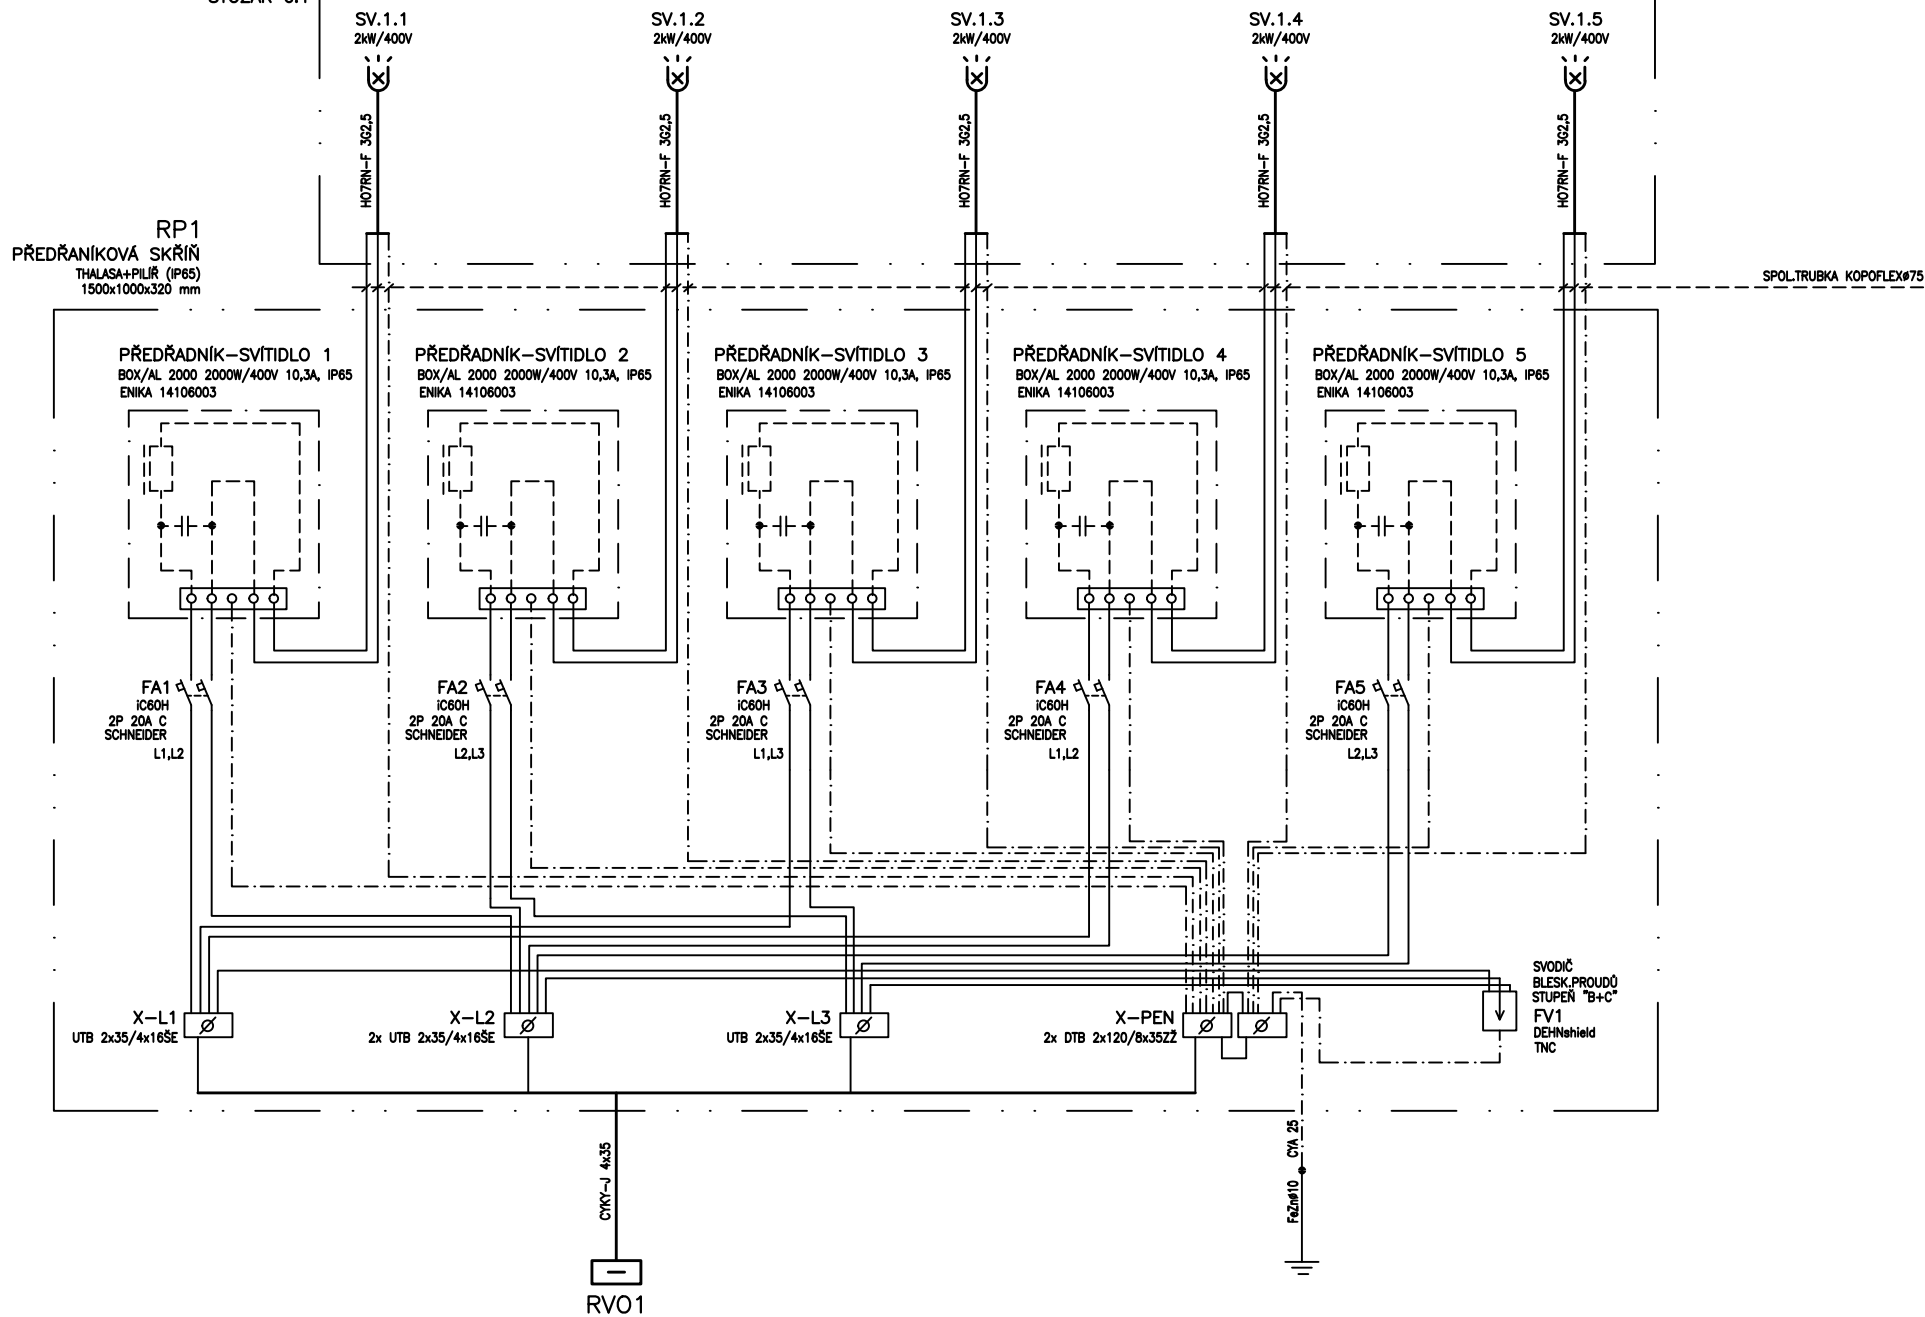 SV.1.1
2kW/400V
SV.1.2
2kW/400V
SV.1.3
2kW/400V
SV.1.4
2kW/400V
SV.1.5
2kW/400V
H07RN-F 3G2,5
H07RN-F 3G2,5
H07RN-F 3G2,5
H07RN-F 3G2,5
H07RN-F 3G2,5
RP1
PŘEDŘANÍKOVÁ SKŘÍŇ
THALASA+PILÍŘ (IP65)
1500x1000x320 mm
SPOL.TRUBKA KOPOFLEXø75
PŘEDŘADNÍK-SVÍTIDLO 1
BOX/AL 2000 2000W/400V 10,3A, IP65
ENIKA 14106003
PŘEDŘADNÍK-SVÍTIDLO 2
BOX/AL 2000 2000W/400V 10,3A, IP65
ENIKA 14106003
PŘEDŘADNÍK-SVÍTIDLO 3
BOX/AL 2000 2000W/400V 10,3A, IP65
ENIKA 14106003
PŘEDŘADNÍK-SVÍTIDLO 4
BOX/AL 2000 2000W/400V 10,3A, IP65
ENIKA 14106003
PŘEDŘADNÍK-SVÍTIDLO 5
BOX/AL 2000 2000W/400V 10,3A, IP65
ENIKA 14106003
FA1
iC60H
2P 20A C
SCHNEIDER
L1,L2
FA2
iC60H
2P 20A C
SCHNEIDER
L2,L3
FA3
iC60H
2P 20A C
SCHNEIDER
L1,L3
FA4
iC60H
2P 20A C
SCHNEIDER
L1,L2
FA5
iC60H
2P 20A C
SCHNEIDER
L2,L3
X-L1
UTB 2x35/4x16ŠE
X-L2
2x UTB 2x35/4x16ŠE
X-L3
UTB 2x35/4x16ŠE
X-PEN
2x DTB 2x120/8x35ZŽ
SVODIČ
BLESK.PROUDŮ
STUPEŇ "B+C"
FV1
DEHNshield
TNC
CYKY-J 4x35
CYA 25
FeZnø10
RVO1